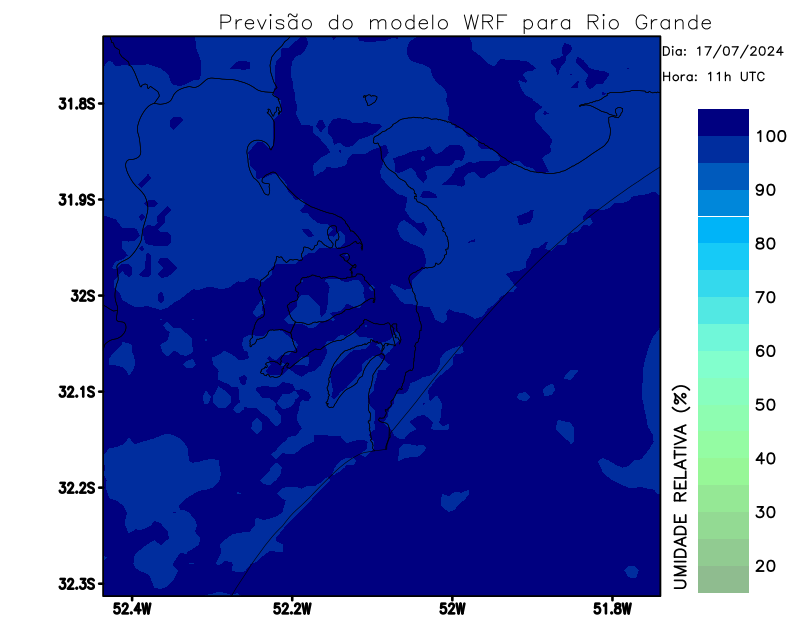 Previsão do modelo WRF para Rio Grande
Dia: 17/07/2024
Hora: 11h UTC
31.8S
31.9S
32S
32.1S
32.2S
32.3S
52.4W
52.2W
52W
51.8W
UMIDADE RELATIVA (%)
100
90
80
70
60
50
40
30
20